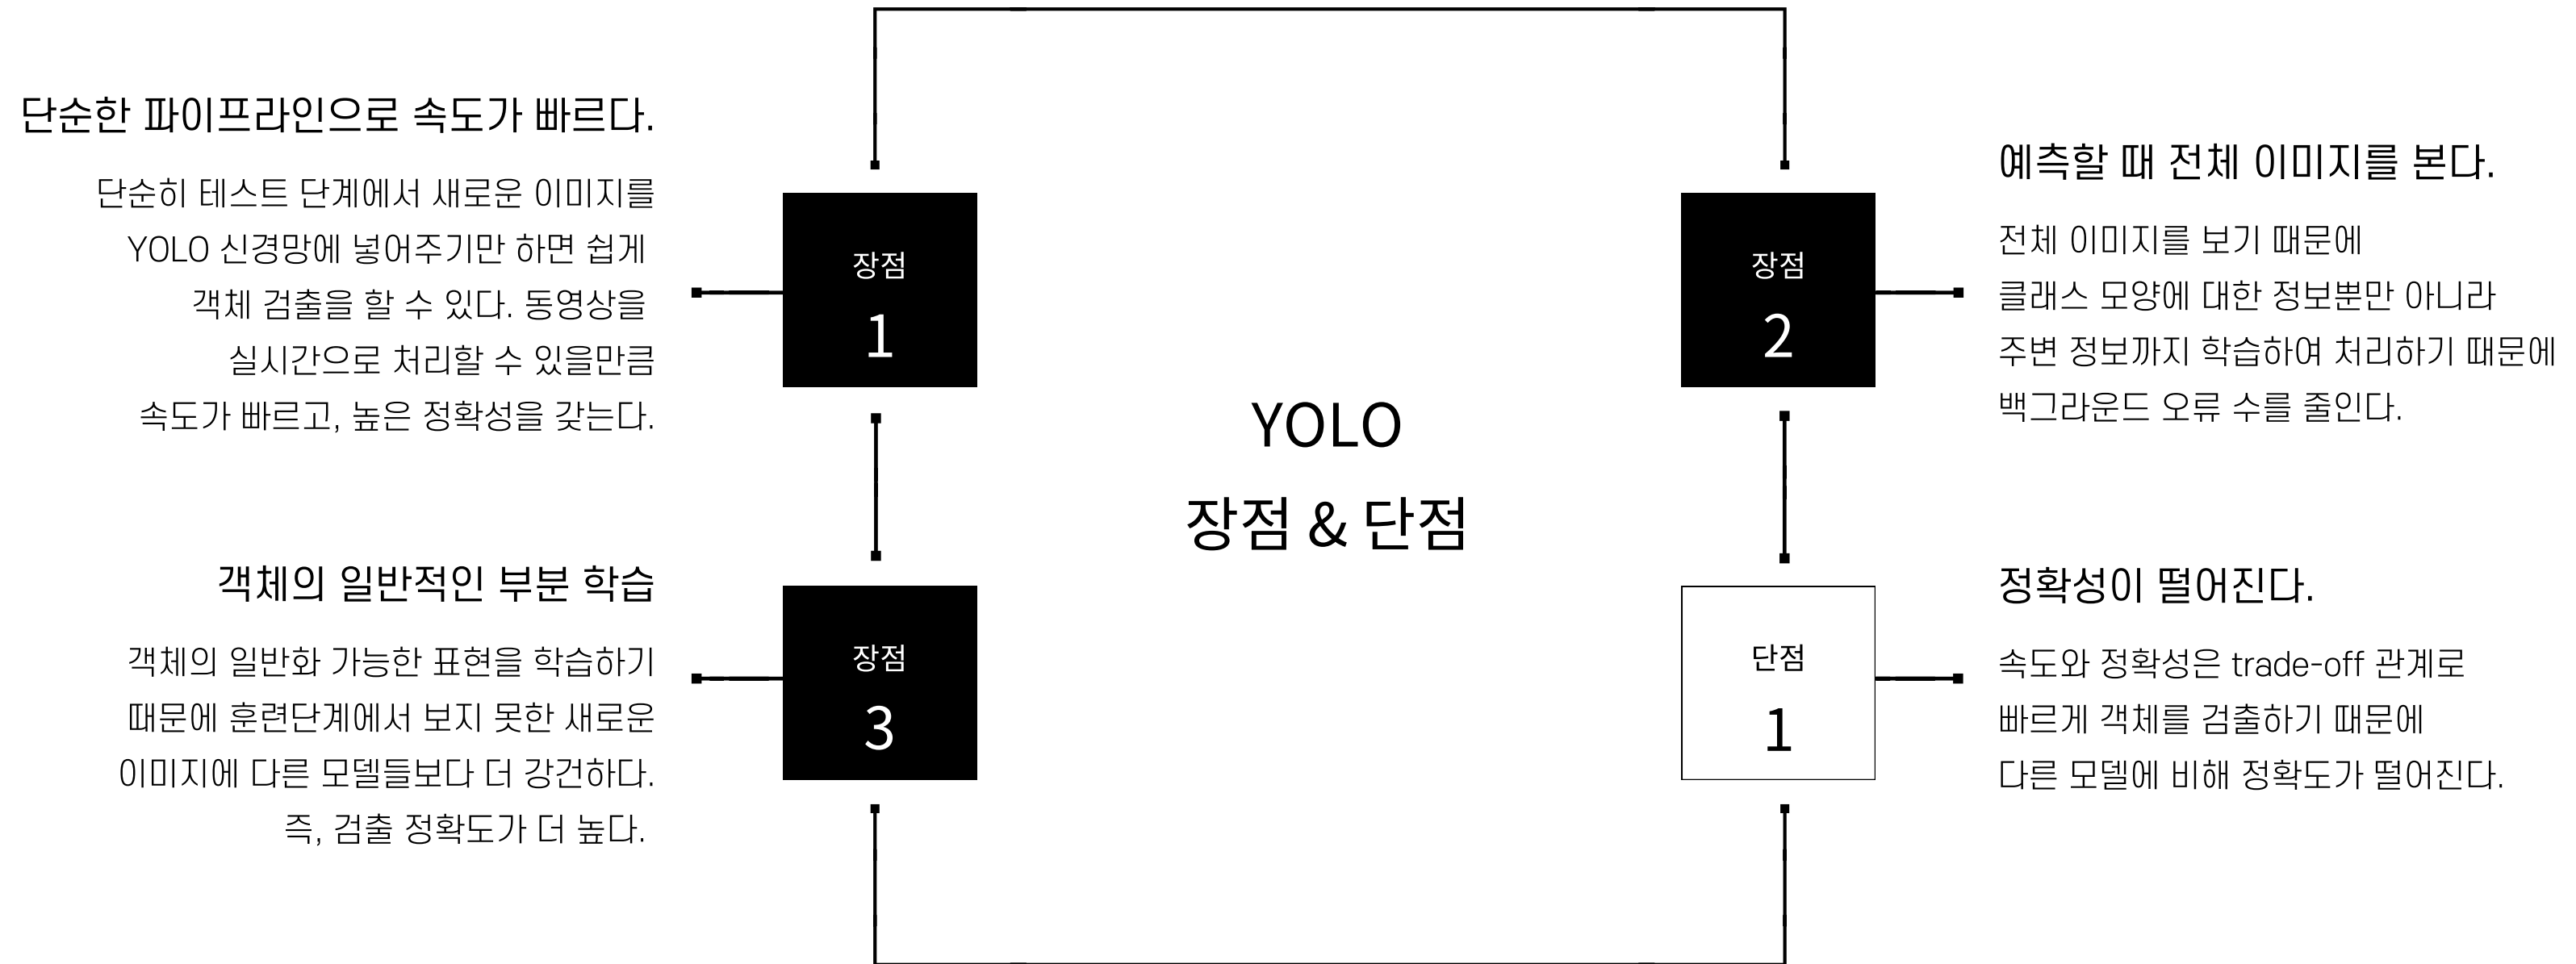 단순한 파이프라인으로 속도가 빠르다.
단순히 테스트 단계에서 새로운 이미지를
YOLO 신경망에 넣어주기만 하면 쉽게
객체 검출을 할 수 있다. 동영상을
실시간으로 처리할 수 있을만큼
속도가 빠르고, 높은 정확성을 갖는다.
장점
1
장점
2
예측할 때 전체 이미지를 본다.
전체 이미지를 보기 때문에
클래스 모양에 대한 정보뿐만 아니라
주변 정보까지 학습하여 처리하기 때문에
백그라운드 오류 수를 줄인다.
YOLO
장점 & 단점
객체의 일반적인 부분 학습
객체의 일반화 가능한 표현을 학습하기
때문에 훈련단계에서 보지 못한 새로운
이미지에 다른 모델들보다 더 강건하다.
즉, 검출 정확도가 더 높다.
장점
3
단점
1
정확성이 떨어진다.
속도와 정확성은 trade-off 관계로
빠르게 객체를 검출하기 때문에
다른 모델에 비해 정확도가 떨어진다.